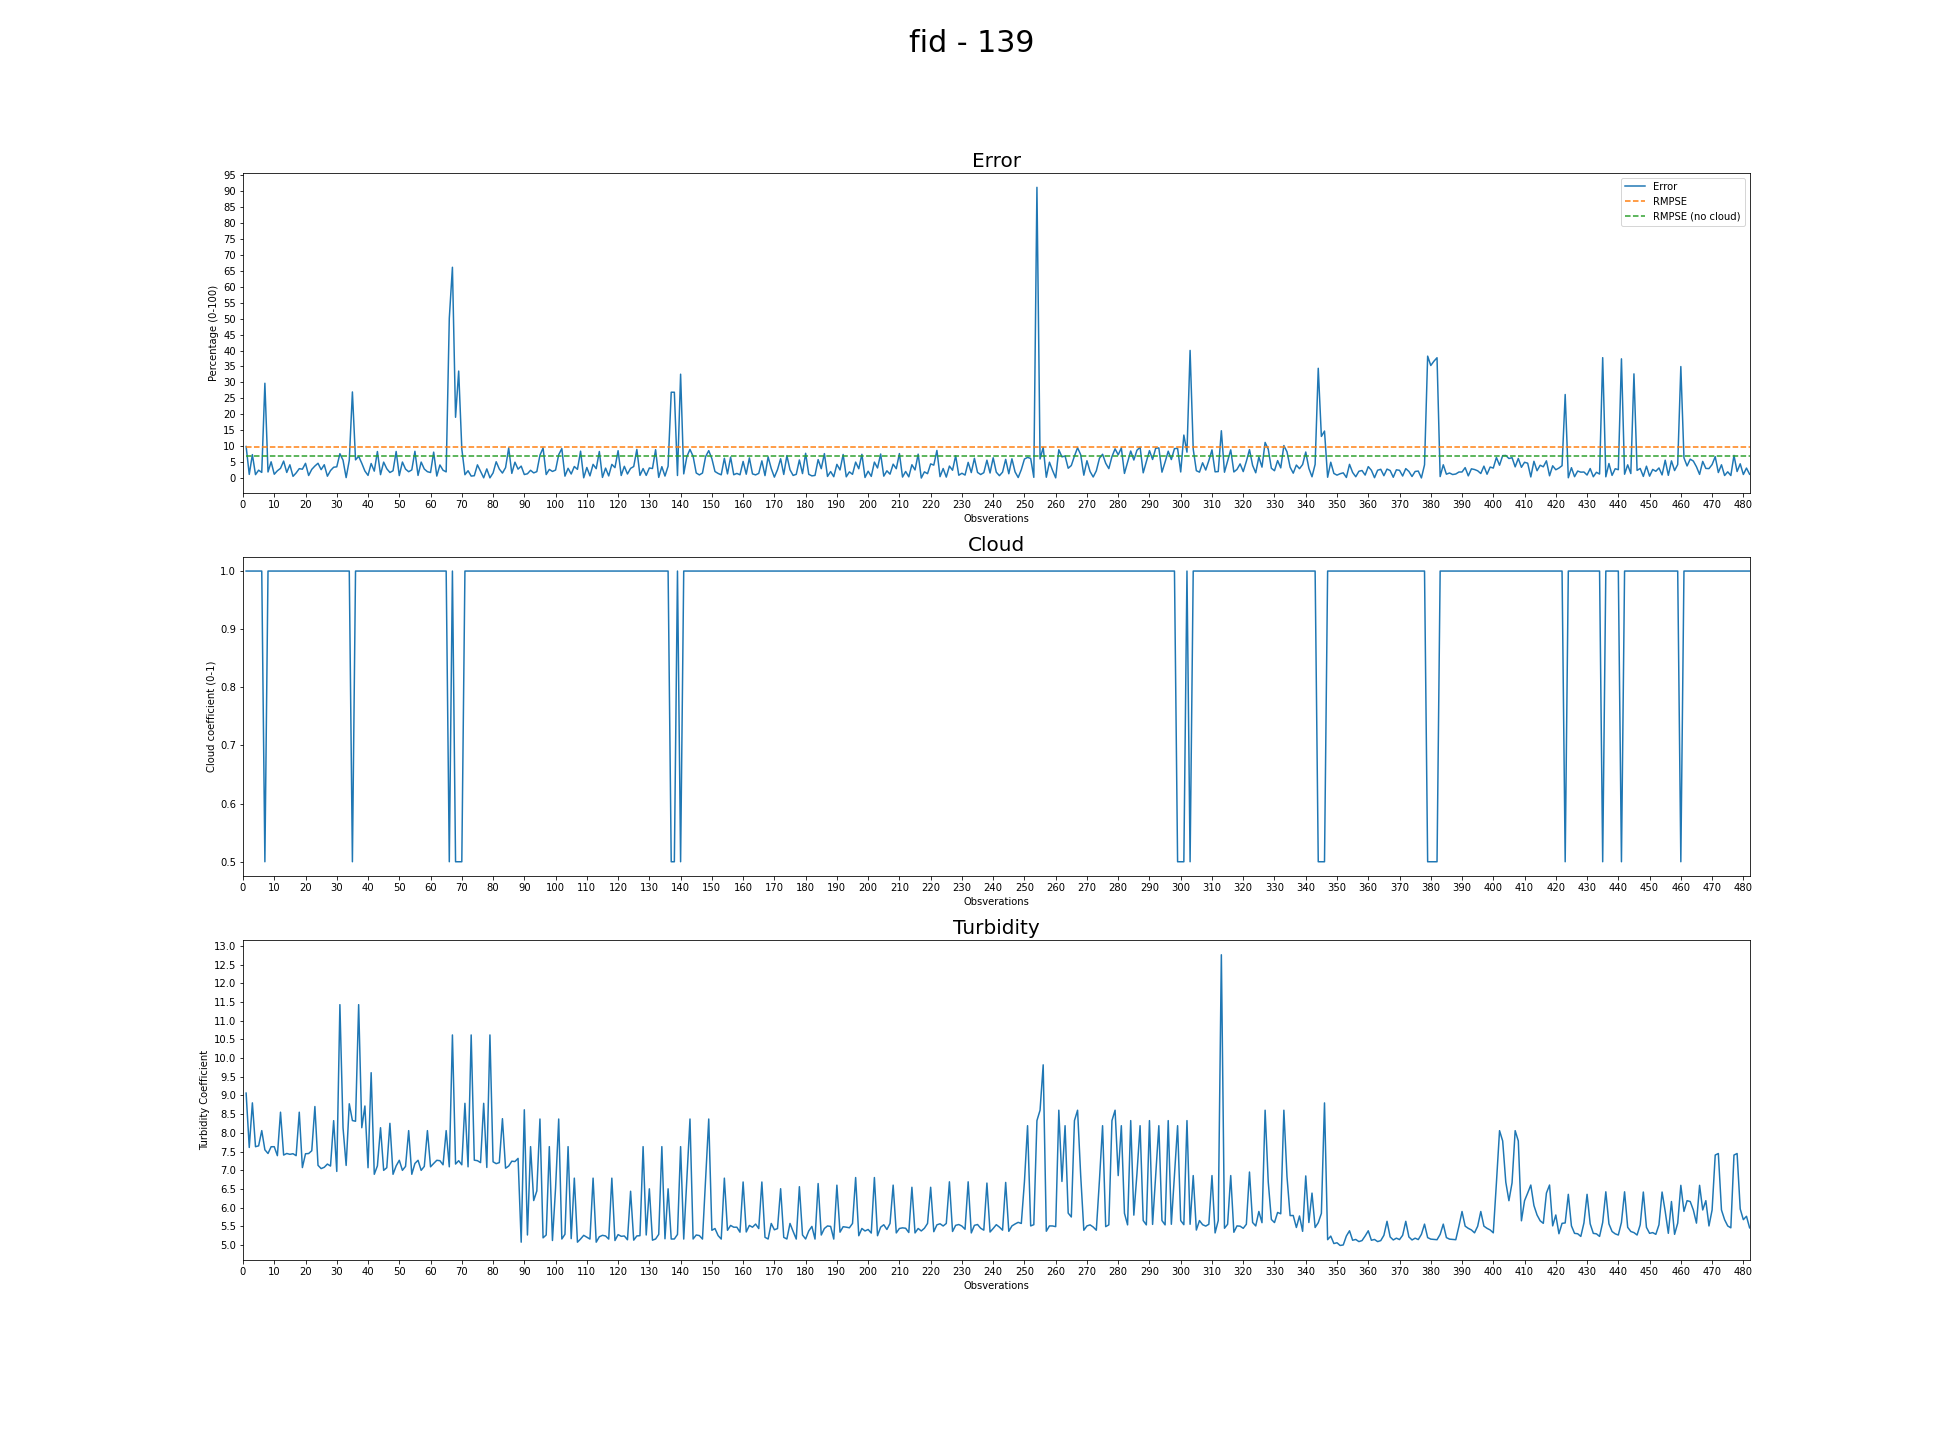 fid - 139
Error
95
90
85
80
75
70
65
60
55
50
45
40
35
30
25
20
15
10
5
0
Percentage (0-100)
Error
RMPSE
RMPSE (no cloud)
0 10 20 30 40 50 60 70 80 90 100 110 120 130 140 150 160 170 180 190 200 210 220 230 240 250 260 270 280 290 300 310 320 330 340 350 360 370 380 390 400 410 420 430 440 450 460 470 480
Obsverations
Cloud
1.0
0.9
0.8
0.7
0.6
0.5
Cloud coefficient (0-1)
0 10 20 30 40 50 60 70 80 90 100 110 120 130 140 150 160 170 180 190 200 210 220 230 240 250 260 270 280 290 300 310 320 330 340 350 360 370 380 390 400 410 420 430 440 450 460 470 480
Obsverations
Turbidity
13.0
12.5
12.0
11.5
11.0
10.5
10.0
9.5
9.0
8.5
8.0
7.5
7.0
6.5
6.0
5.5
5.0
Turbidity Coefficient
0 10 20 30 40 50 60 70 80 90 100 110 120 130 140 150 160 170 180 190 200 210 220 230 240 250 260 270 280 290 300 310 320 330 340 350 360 370 380 390 400 410 420 430 440 450 460 470 480
Obsverations